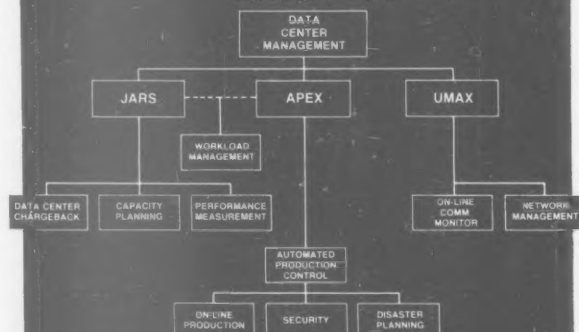 DATA
CENTER
MANAGEMENT
JARS
APEX
UMAX
WORKLOAD
MANAGEMENT
DATA CENTER
CHARGEBACK
CAPACITY
PLANNING
PERFORMANCE
MEASUREMENT
ON-LINE
COMM
MONITOR
NETWORK
MANAGEMENT
AUTOMATED
PRODUCTION
CONTROL
ON-LINE
PRODUCTION
SECURITY
DISASTER
PLANNING